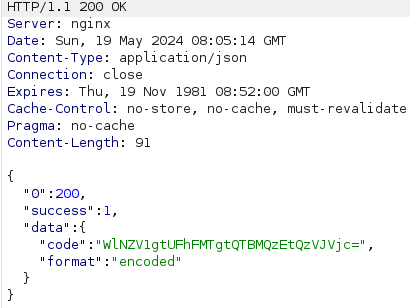 HTTP/1.1 200 OK
Server: nginx
Date: Sun, 19 May 2024 08:05:14 GMT
Content-Type: application/json
Connection: close
Expires: Thu, 19 Nov 1981 08:52:00 GMT
Cache-Control: no-store, no-cache, must-revalidate
Pragma: no-cache
Content-Length: 91

{
  "0":200,
  "success":1,
  "data":{
    "code":"WlNZV1gtUFhFMTgtQTBMQzEtQzVJVjc=",
    "format":"encoded"
  }
}